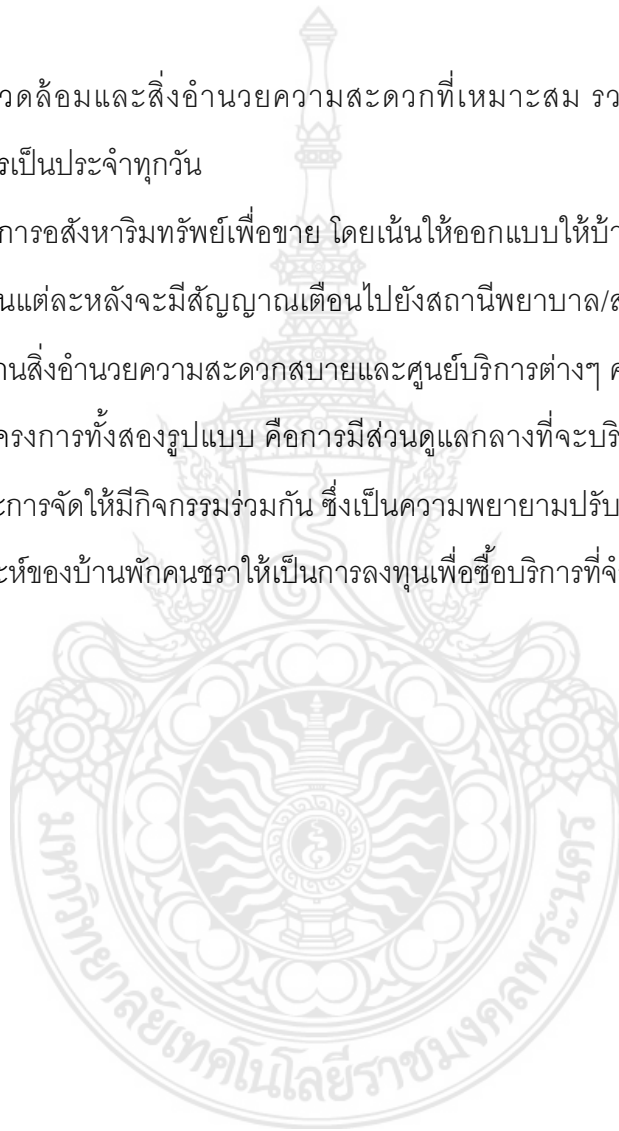 วดล้อมและสิ่งอำนวยความสะดวกที่เหมาะสม รว
รเป็นประจำทุกวัน
การอสังหาริมทรัพย์เพื่อขาย โดยเน้นให้ออกแบบให้บ้า
นแต่ละหลังจะมีสัญญาณเตือนไปยังสถานีพยาบาล/ส
านสิ่งอำนวยความสะดวกสบายและศูนย์บริการต่างๆ ค
ครงการทั้งสองรูปแบบ คือการมีส่วนดูแลกลางที่จะบริ
ะการจัดให้มีกิจกรรมร่วมกัน ซึ่งเป็นความพยายามปรับ
ะห์ของบ้านพักคนชราให้เป็นการลงทุนเพื่อซื้อบริการที่จ
มหาวิทยาลัยเทคโนโลยีราชมงคลพระนคร